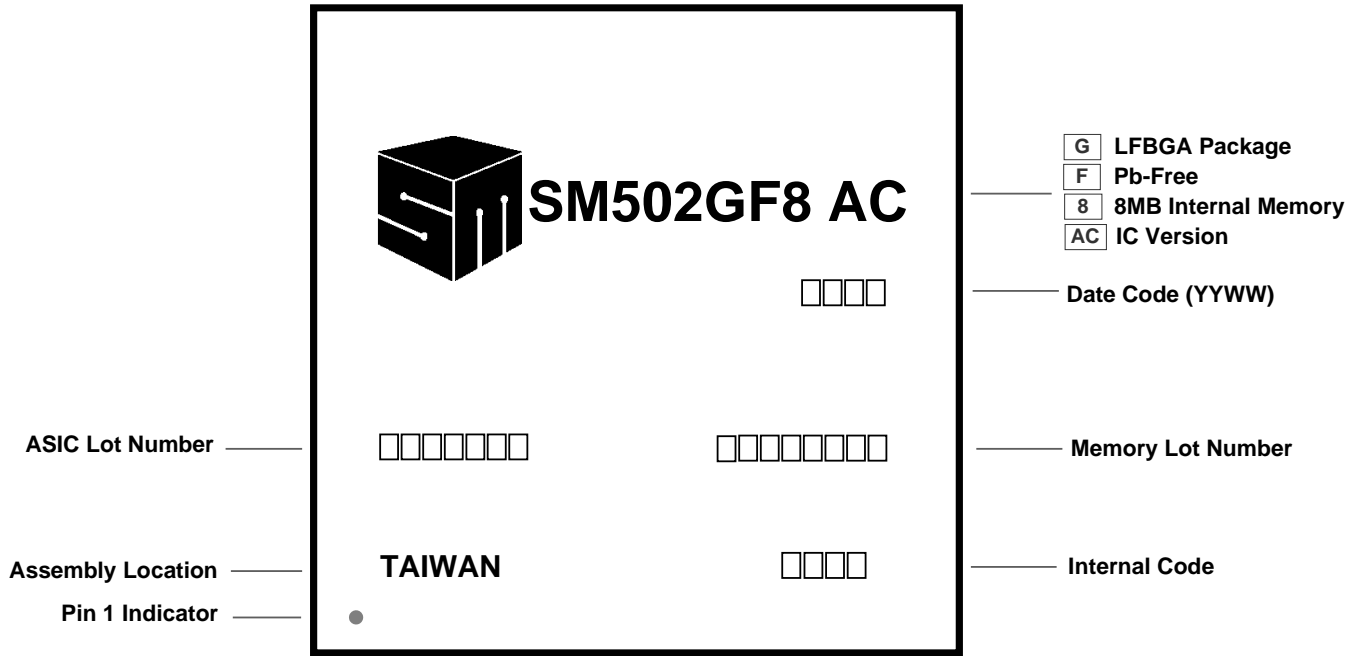 G LFBGA Package
F Pb-Free
8 8MB Internal Memory
AC IC Version
SM502GF8 AC
Date Code (YYWW)
ASIC Lot Number
Memory Lot Number
Assembly Location
TAIWAN
Internal Code
Pin 1 Indicator